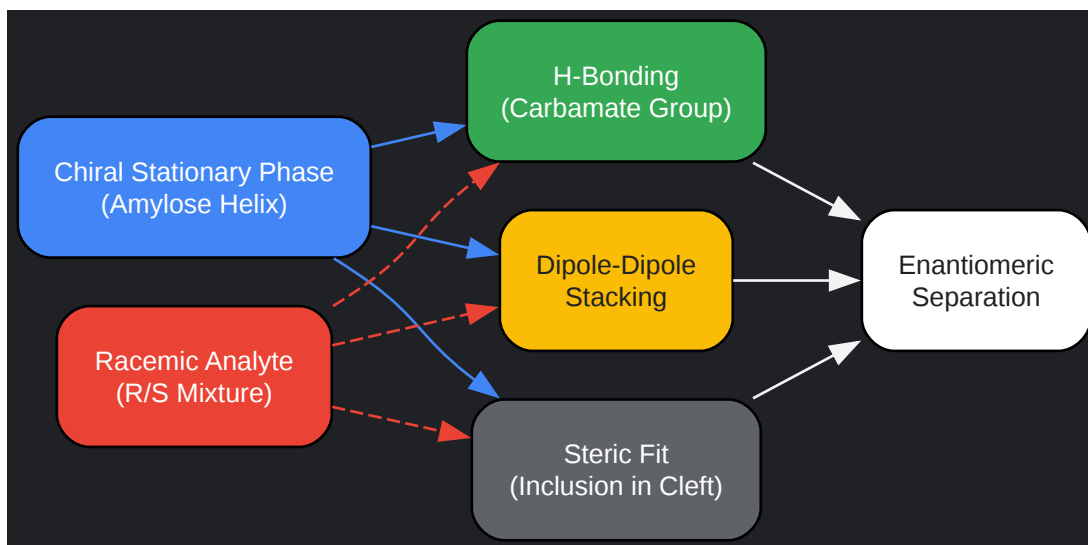 Chiral Stationary Phase
(Amylose Helix)
Racemic Analyte
(R/S Mixture)
H-Bonding
(Carbamate Group)
Dipole-Dipole
Stacking
Steric Fit
(Inclusion in Cleft)
Enantiomeric
Separation